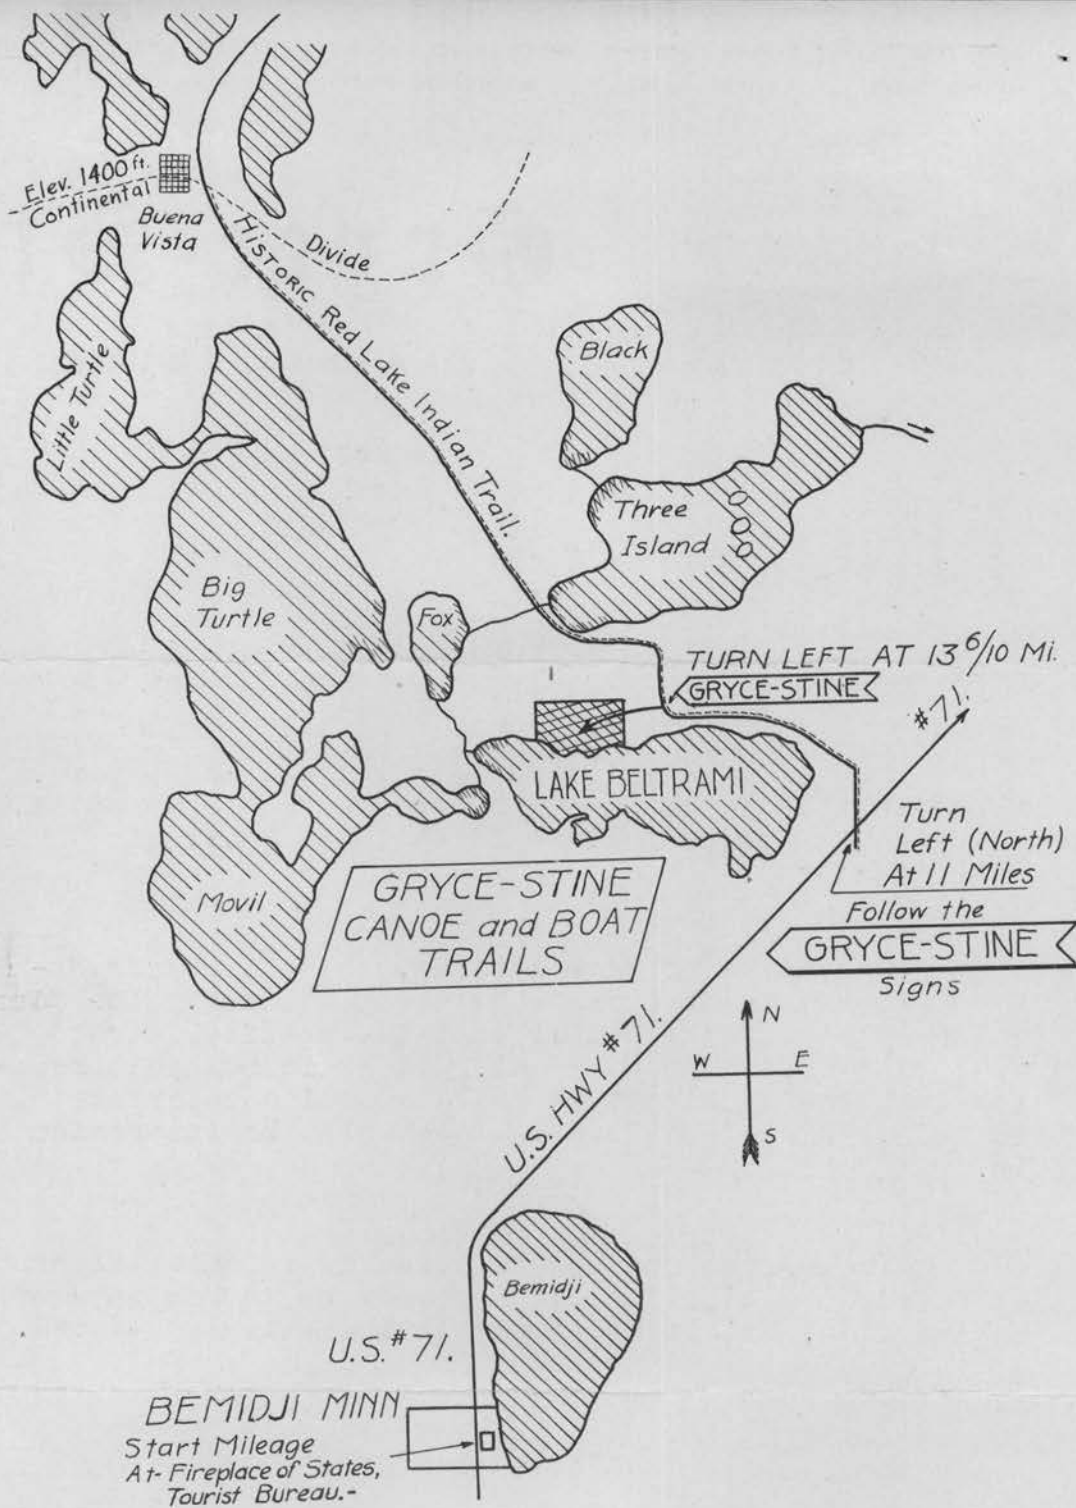 Elev. 1400 ft.
Continental
Buena
Vista
Divide
Historic Red Lake Indian Trail.
Little Turtle
Black
Three
Island
Big
Turtle
Fox
TURN LEFT AT 13 6/10 Mi.
GRYCE-STINE
#71.
LAKE BELTRAMI
Turn
Left (North)
At 11 Miles
Follow the
GRYCE-STINE
Signs
Movil
GRYCE-STINE
CANOE and BOAT
TRAILS
N
W E
S
U.S. HWY #71.
Bemidji
U.S. #71.
BEMIDJI MINN
Start Mileage
At- Fireplace of States,
Tourist Bureau.-